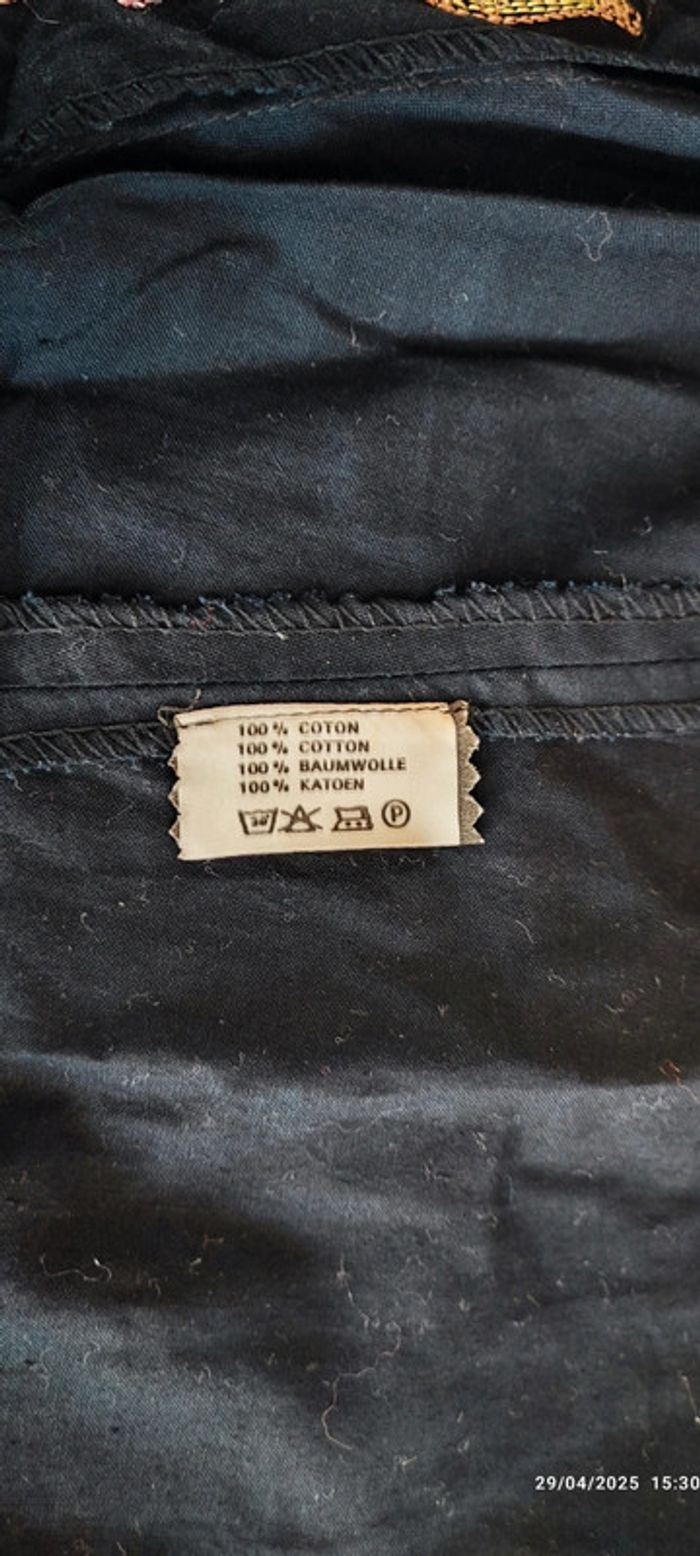 100% COTON
100% COTTON
100% BAUMWOLLE
100% KATOEN
30° P
29/04/2025 15:30